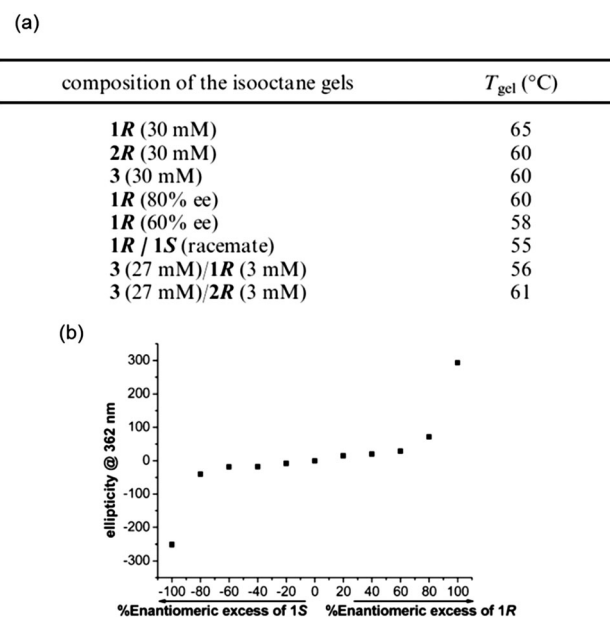 (a)
composition of the isooctane gels T gel (°C)
1R (30 mM) 65
2R (30 mM) 60
3 (30 mM) 60
1R (80% ee) 60
1R (60% ee) 58
1R / 1S (racemate) 55
3 (27 mM)/1R (3 mM) 56
3 (27 mM)/2R (3 mM) 61
(b)
ellipticity @ 362 nm
300
200
100
0
-100
-200
-300
-100 -80 -60 -40 -20 0 20 40 60 80 100
%Enantiomeric excess of 1S %Enantiomeric excess of 1R